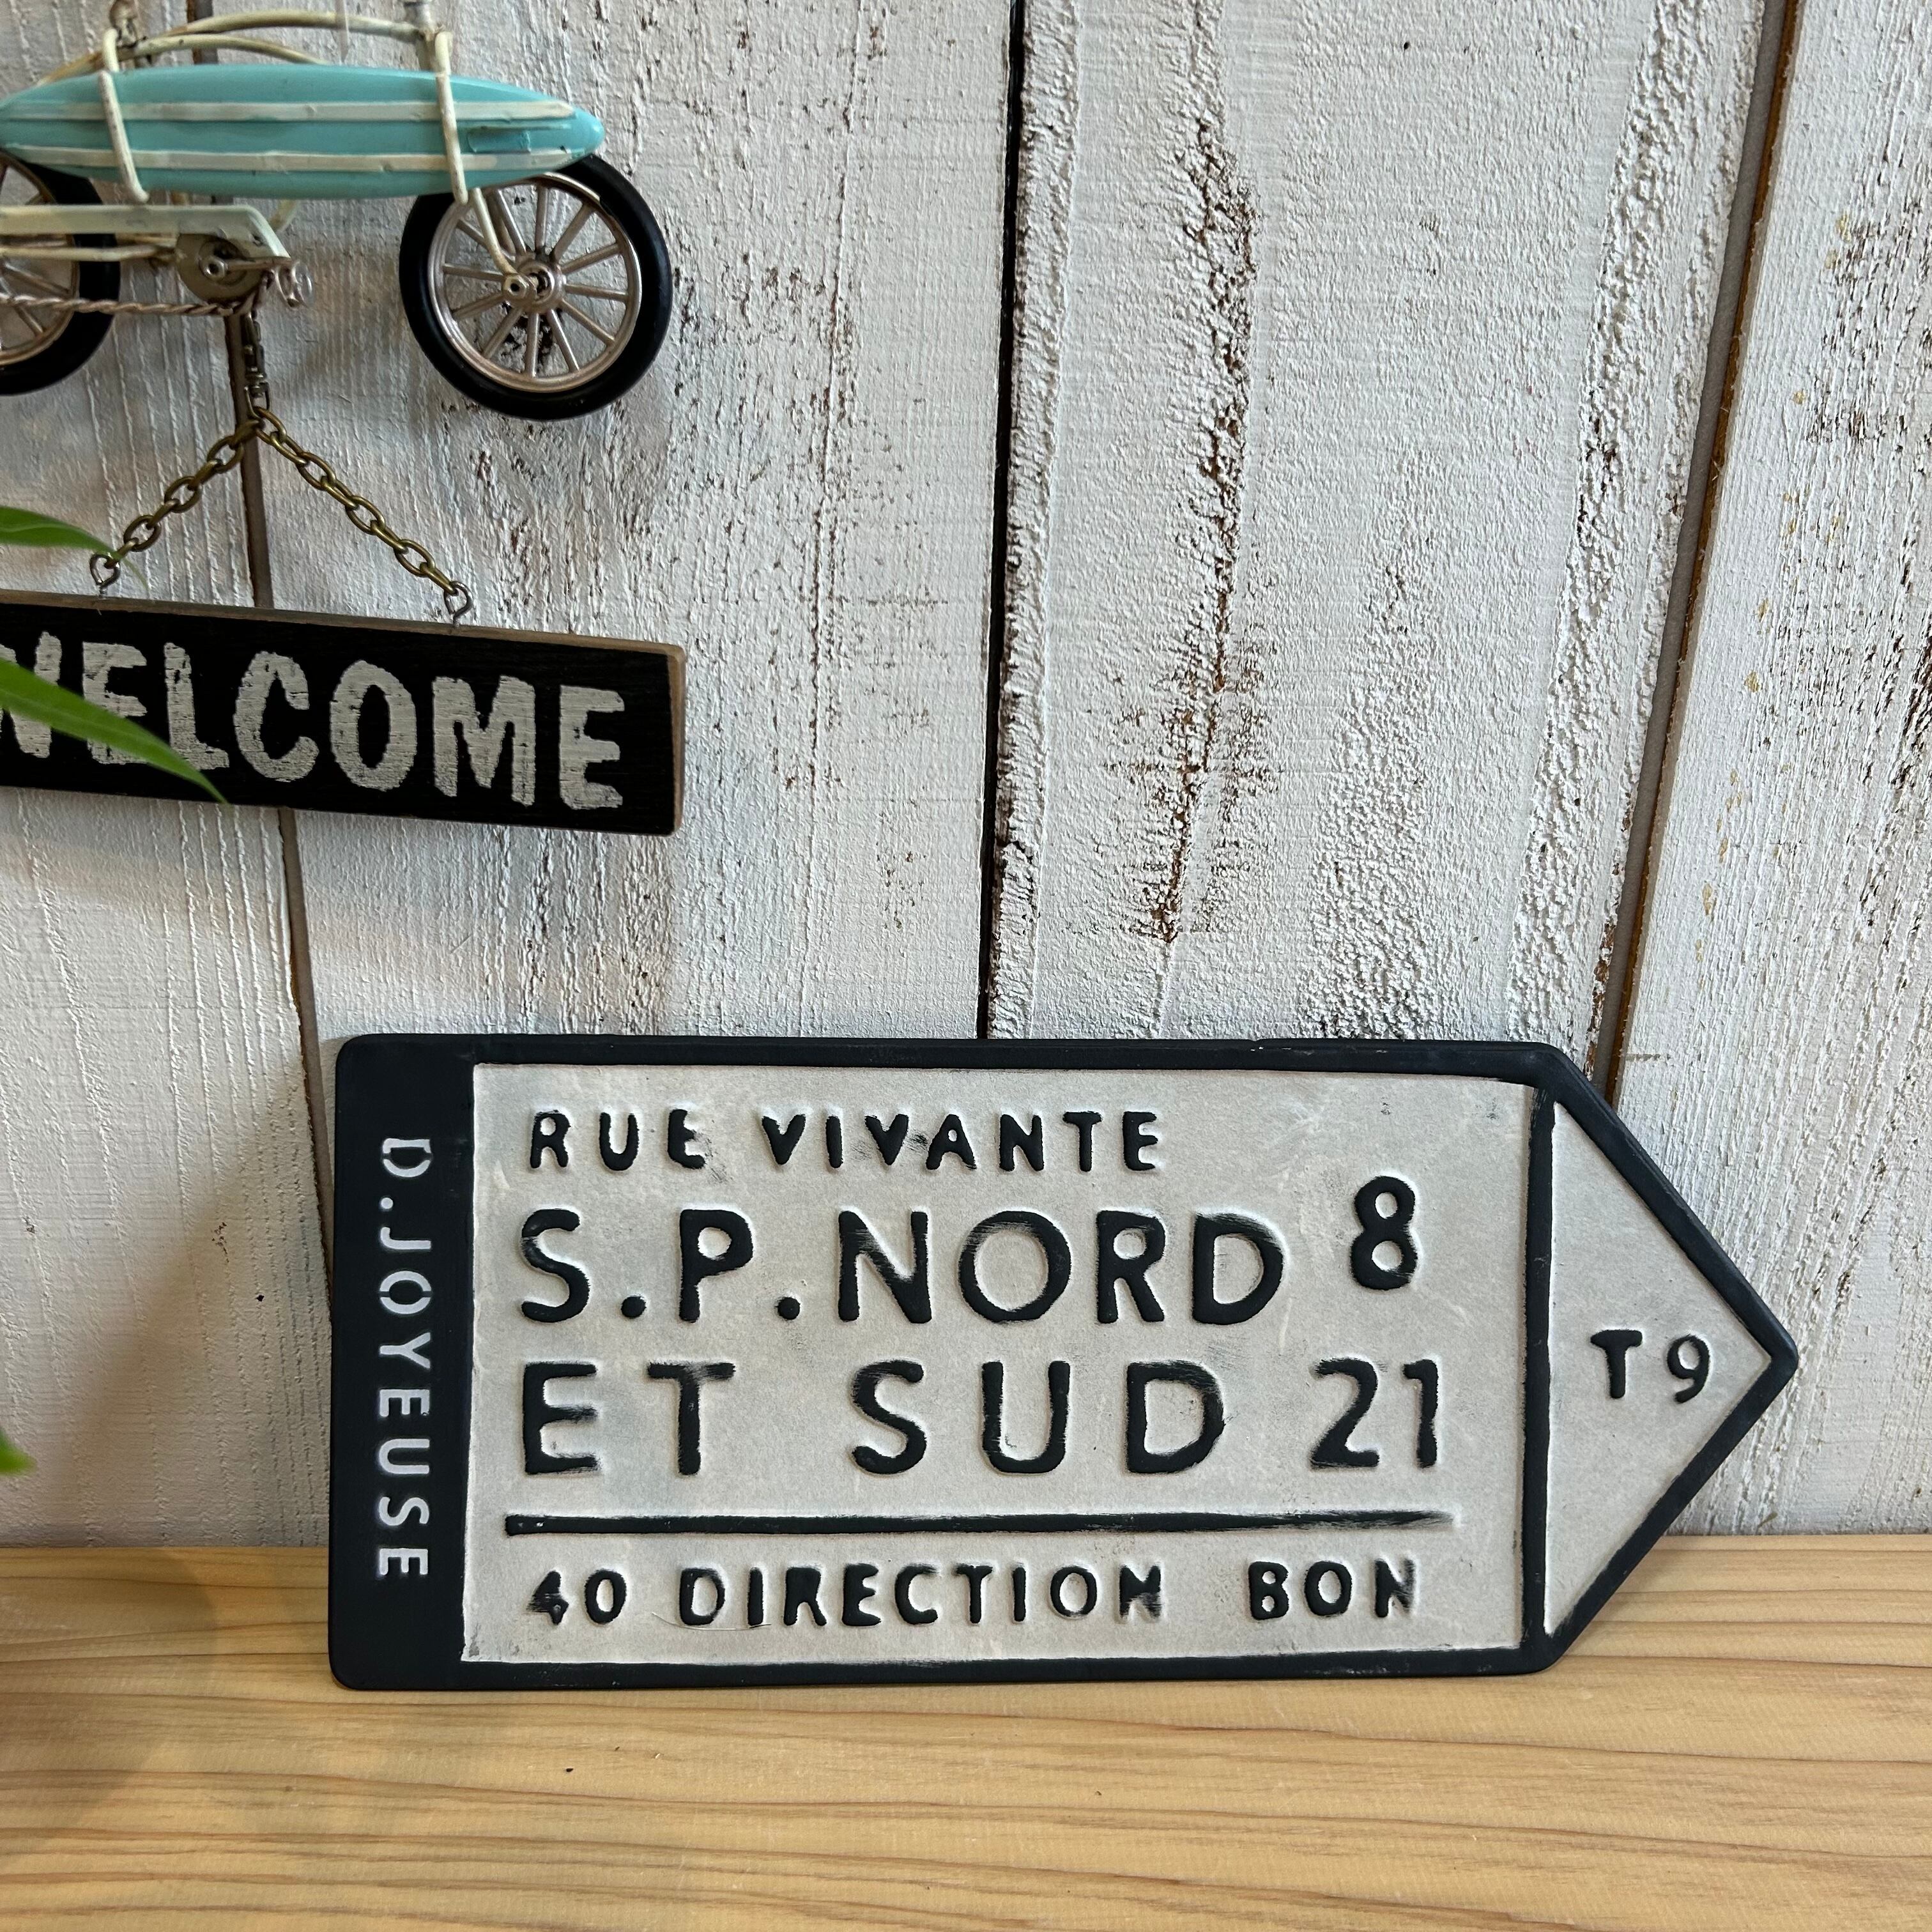 WELCOME
D.JOYEUSE
RUE VIVANTE
S.P.NORD 8
ET SUD 21
40 DIRECTION BON
T9